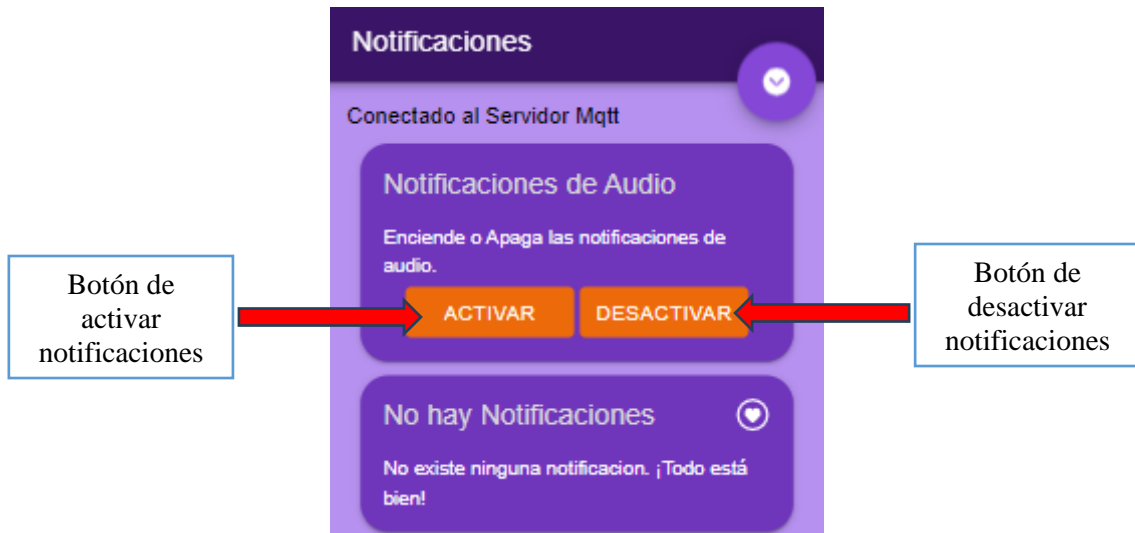 Notificaciones
Conectado al Servidor Mqtt
Notificaciones de Audio
Enciende o Apaga las notificaciones de
audio.
Botón de
activar
notificaciones
ACTIVAR
DESACTIVAR
Botón de
desactivar
notificaciones
No hay Notificaciones
No existe ninguna notificacion. ¡Todo está
bien!